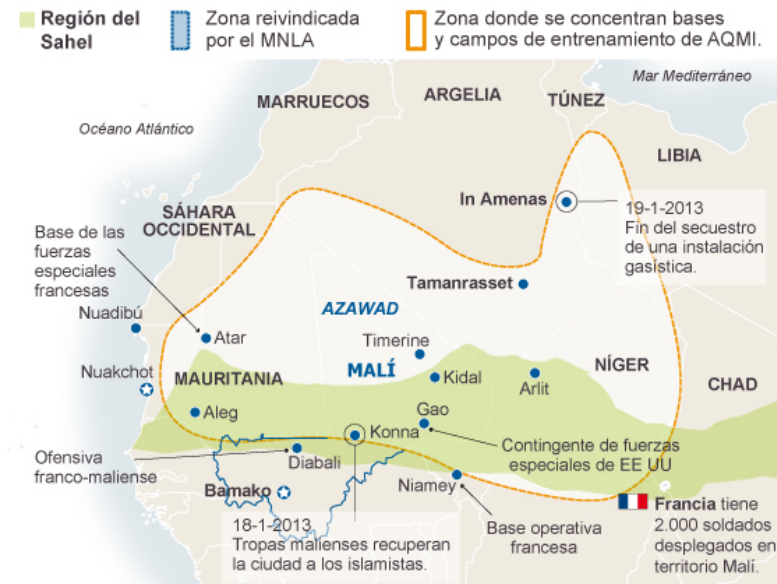 Región del
Sahel
Zona reivindicada
por el MNLA
Zona donde se concentran bases
y campos de entrenamiento de AQMI.
Mar Mediterráneo
MARRUECOS
ARGELIA
TÚNEZ
Océano Atlántico
LIBIA
In Amenas
19-1-2013
Fin del secuestro
de una instalación
gasística.
SÁHARA
OCCIDENTAL
Base de las
fuerzas
especiales
francesas
Tamanrasset
Nuadibú
AZAWAD
Atar
Timerine
Nuakchot
MAURITANIA
MALÍ
Kidal
Arlit
NÍGER
CHAD
Aleg
Gao
Konna
Contingente de fuerzas
especiales de EE UU
Ofensiva
franco-maliense
Diabali
Bamako
Niamey
Base operativa
francesa
18-1-2013
Tropas malienses recuperan
la ciudad a los islamistas.
Francia tiene
2.000 soldados
desplegados en
territorio Malí.